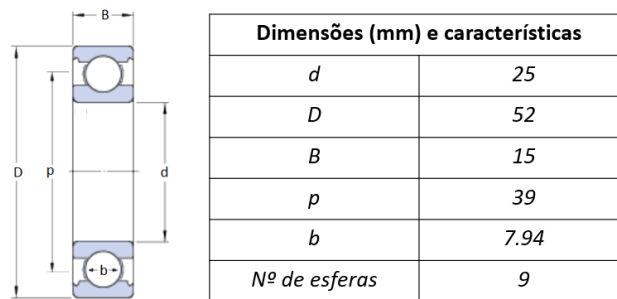 B
D
p
d
b
Dimensões (mm) e características
d 25
D 52
B 15
p 39
b 7.94
Nº de esferas 9